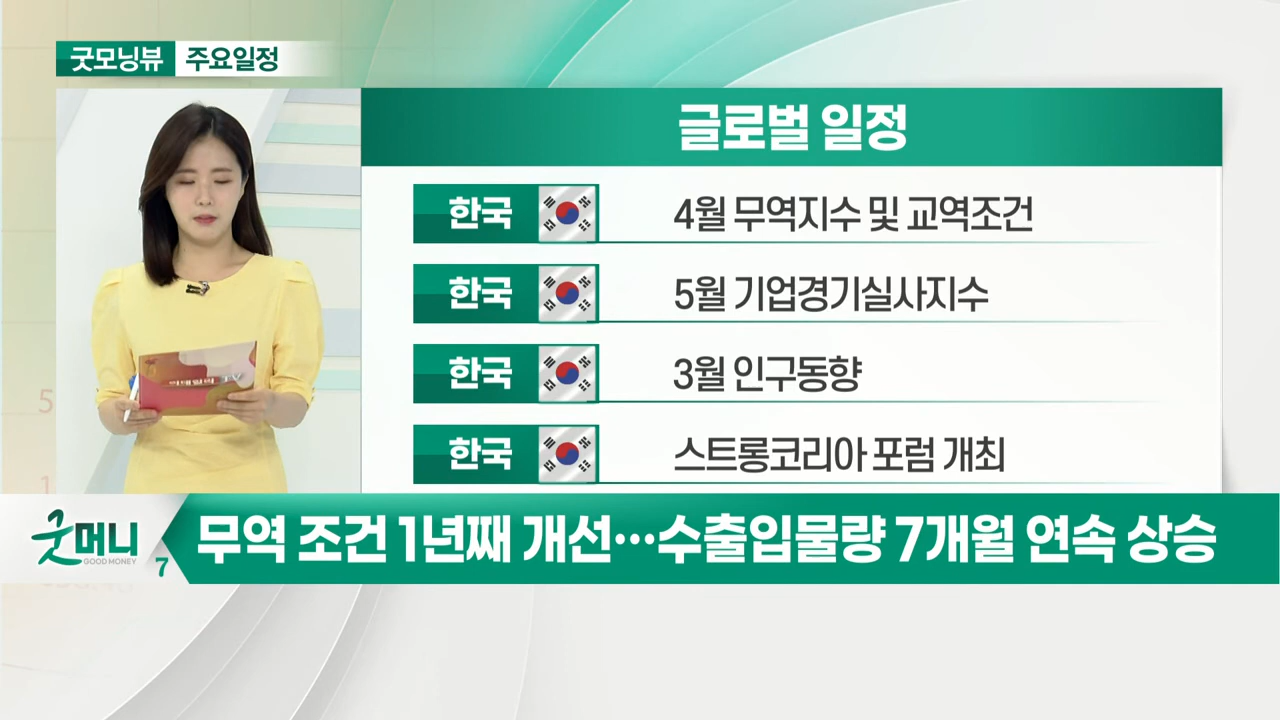 굿모닝뷰 주요일정
글로벌 일정
한국 4월 무역지수 및 교역조건
한국 5월 기업경기실사지수
한국 3월 인구동향
한국 스트롱코리아 포럼 개최
5
1
굿머니
GOOD MONEY
7
무역 조건 1년째 개선…수출입물량 7개월 연속 상승